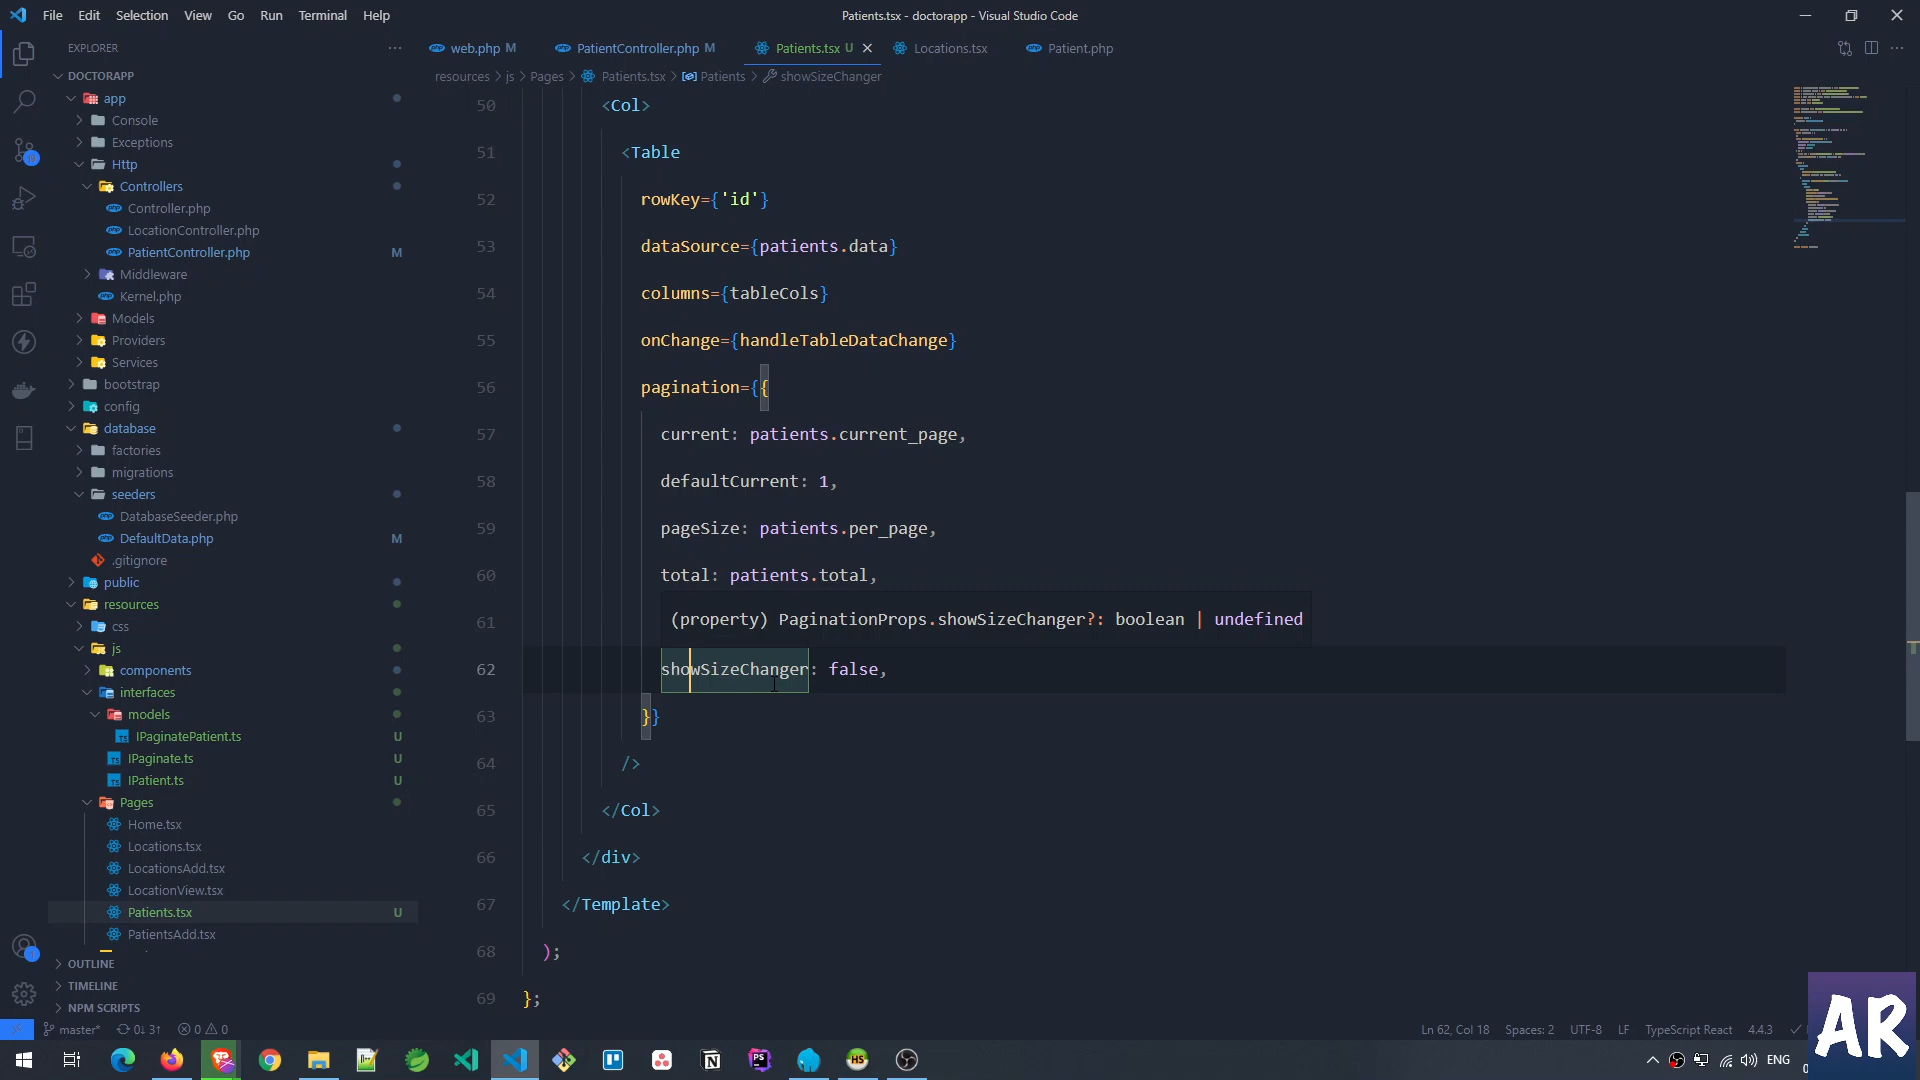 File Edit Selection View Go Run Terminal Help
Patients.tsx - doctorapp - Visual Studio Code
EXPLORER
DOCTORAPP
app
Console
Exceptions
Http
Controllers
Controller.php
LocationController.php
PatientController.php M
Middleware
Kernel.php
Models
Providers
Services
bootstrap
config
database
factories
migrations
seeders
DatabaseSeeder.php
DefaultData.php M
.gitignore
public
resources
css
js
components
interfaces
models
IPaginatePatient.ts U
IPaginate.ts U
IPatient.ts U
Pages
Home.tsx
Locations.tsx
LocationsAdd.tsx
LocationView.tsx
Patients.tsx U
PatientsAdd.tsx
OUTLINE
TIMELINE
NPM SCRIPTS
web.php M PatientController.php M Patients.tsx U Locations.tsx Patient.php
resources > js > Pages > Patients.tsx > Patients > showSizeChanger
50 <Col>
51 <Table
52 rowKey={'id'}
53 dataSource={patients.data}
54 columns={tableCols}
55 onChange={handleTableDataChange}
56 pagination={{
57 current: patients.current_page,
58 defaultCurrent: 1,
59 pageSize: patients.per_page,
60 total: patients.total,
61 (property) PaginationProps.showSizeChanger?: boolean | undefined
62 showSizeChanger: false,
63 }}
64 />
65 </Col>
66 </div>
67 </Template>
68 );
69 };
master* 0↓ 3↑ 0 0
Ln 62, Col 18 Spaces: 2 UTF-8 LF TypeScript React 4.4.3
ENG
AR